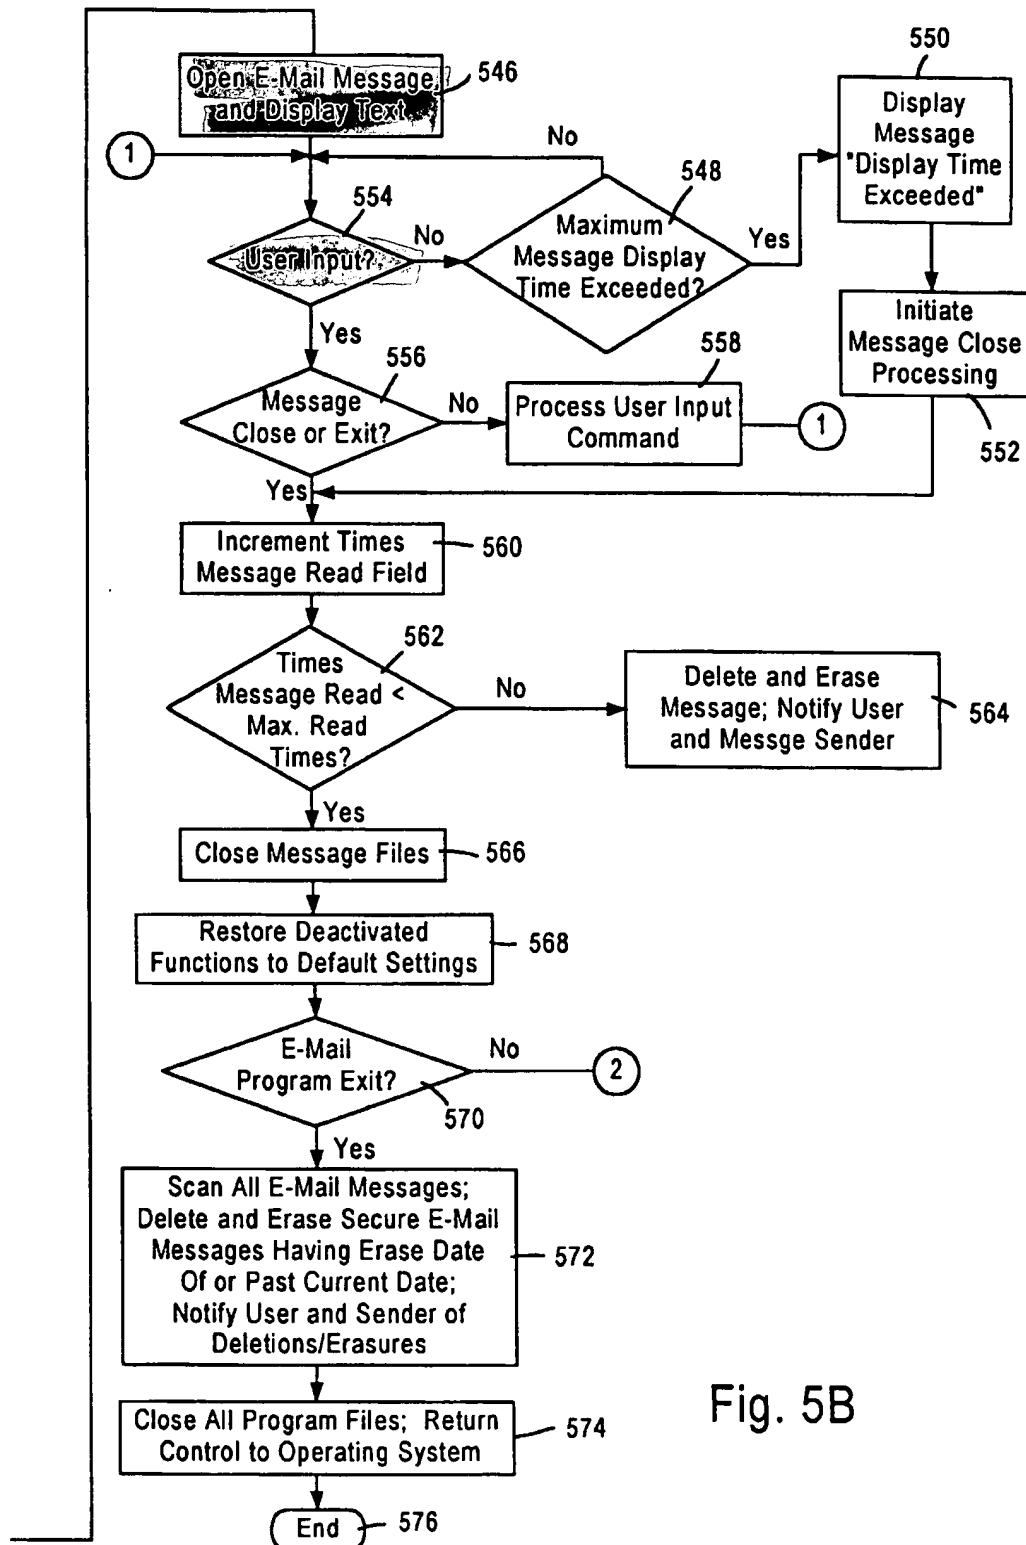 Open E-Mail Message
and Display Text
546
1
No
554
User Input?
No
548
Maximum
Message Display
Time Exceeded?
Yes
550
Display
Message
"Display Time
Exceeded"
Initiate
Message Close
Processing
552
Yes
556
Message
Close or Exit?
No
558
Process User Input
Command
1
Yes
Increment Times
Message Read Field
560
562
Times
Message Read <
Max. Read
Times?
No
Delete and Erase
Message; Notify User
and Messge Sender
564
Yes
Close Message Files
566
Restore Deactivated
Functions to Default Settings
568
E-Mail
Program Exit?
570
No
2
Yes
Scan All E-Mail Messages;
Delete and Erase Secure E-Mail
Messages Having Erase Date
Of or Past Current Date;
Notify User and Sender of
Deletions/Erasures
572
Close All Program Files; Return
Control to Operating System
574
End
576
Fig. 5B